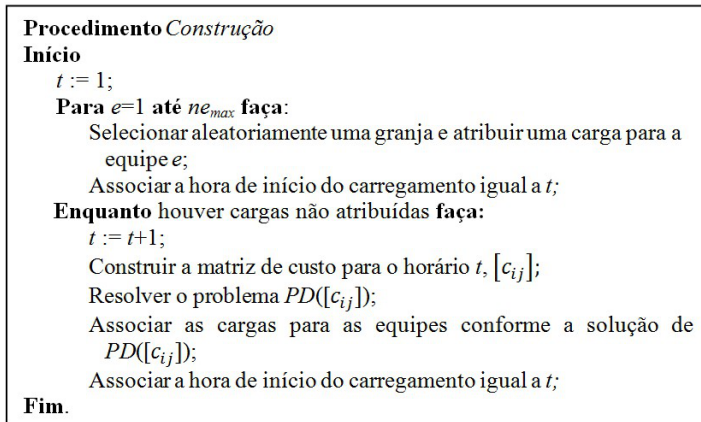 Procedimento Construção
Início
t := 1;
Para e=1 até ne_max faça:
Selecionar aleatoriamente uma granja e atribuir uma carga para a
equipe e;
Associar a hora de início do carregamento igual a t;
Enquanto houver cargas não atribuídas faça:
t := t+1;
Construir a matriz de custo para o horário t, [c_ij];
Resolver o problema PD([c_ij]);
Associar as cargas para as equipes conforme a solução de
PD([c_ij]);
Associar a hora de início do carregamento igual a t;
Fim.